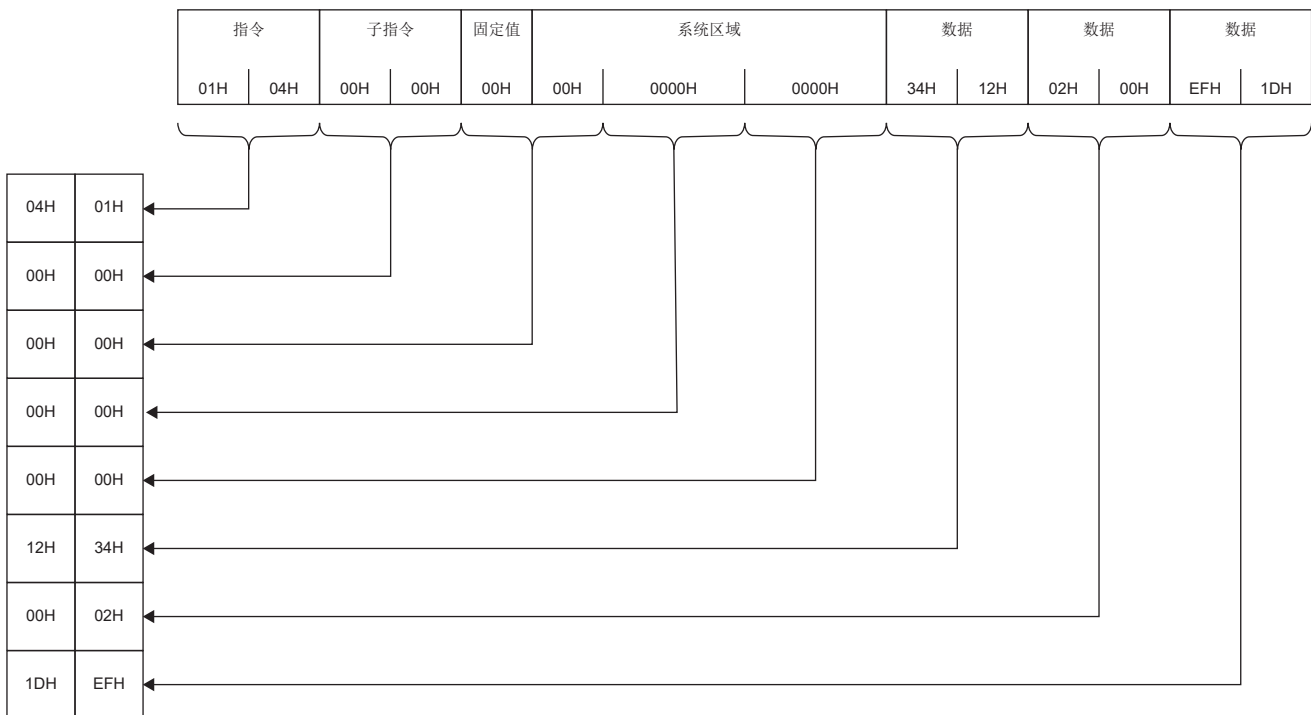 指令 子指令 固定值 系统区域 数据 数据 数据
01H 04H 00H 00H 00H 00H 0000H 0000H 34H 12H 02H 00H EFH 1DH
04H 01H
00H 00H
00H 00H
00H 00H
00H 00H
12H 34H
00H 02H
1DH EFH